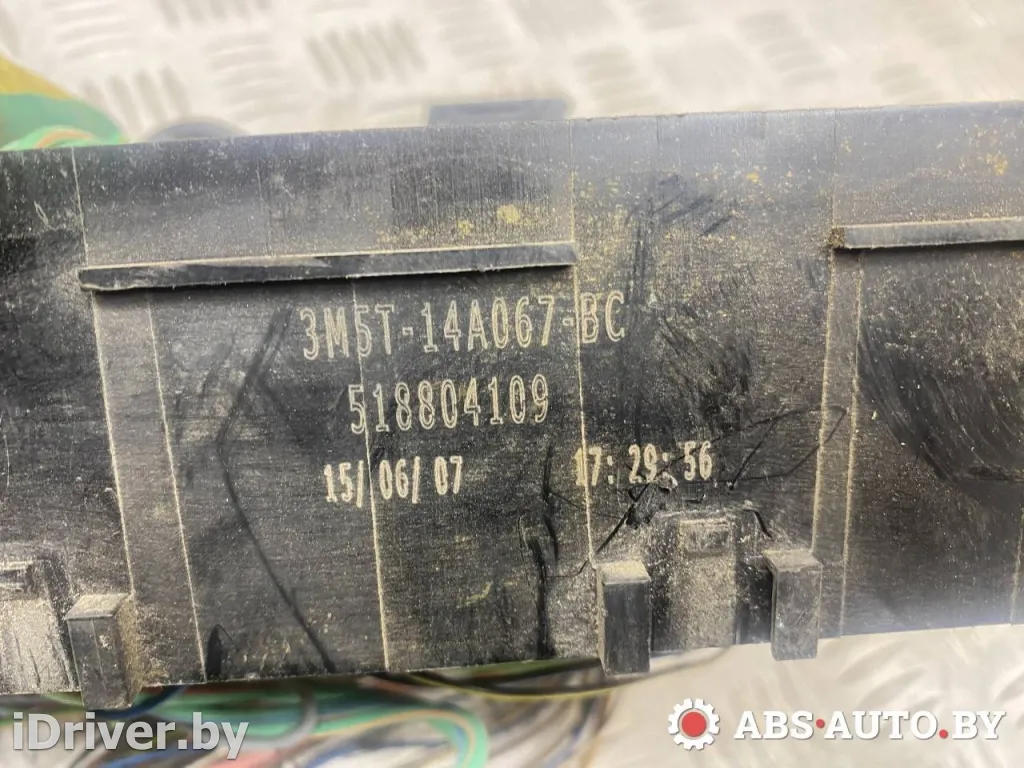 3M5T-14A067-BC
518804109
15/06/07 17:29:56
iDriver.by
ABS-AUTO.BY